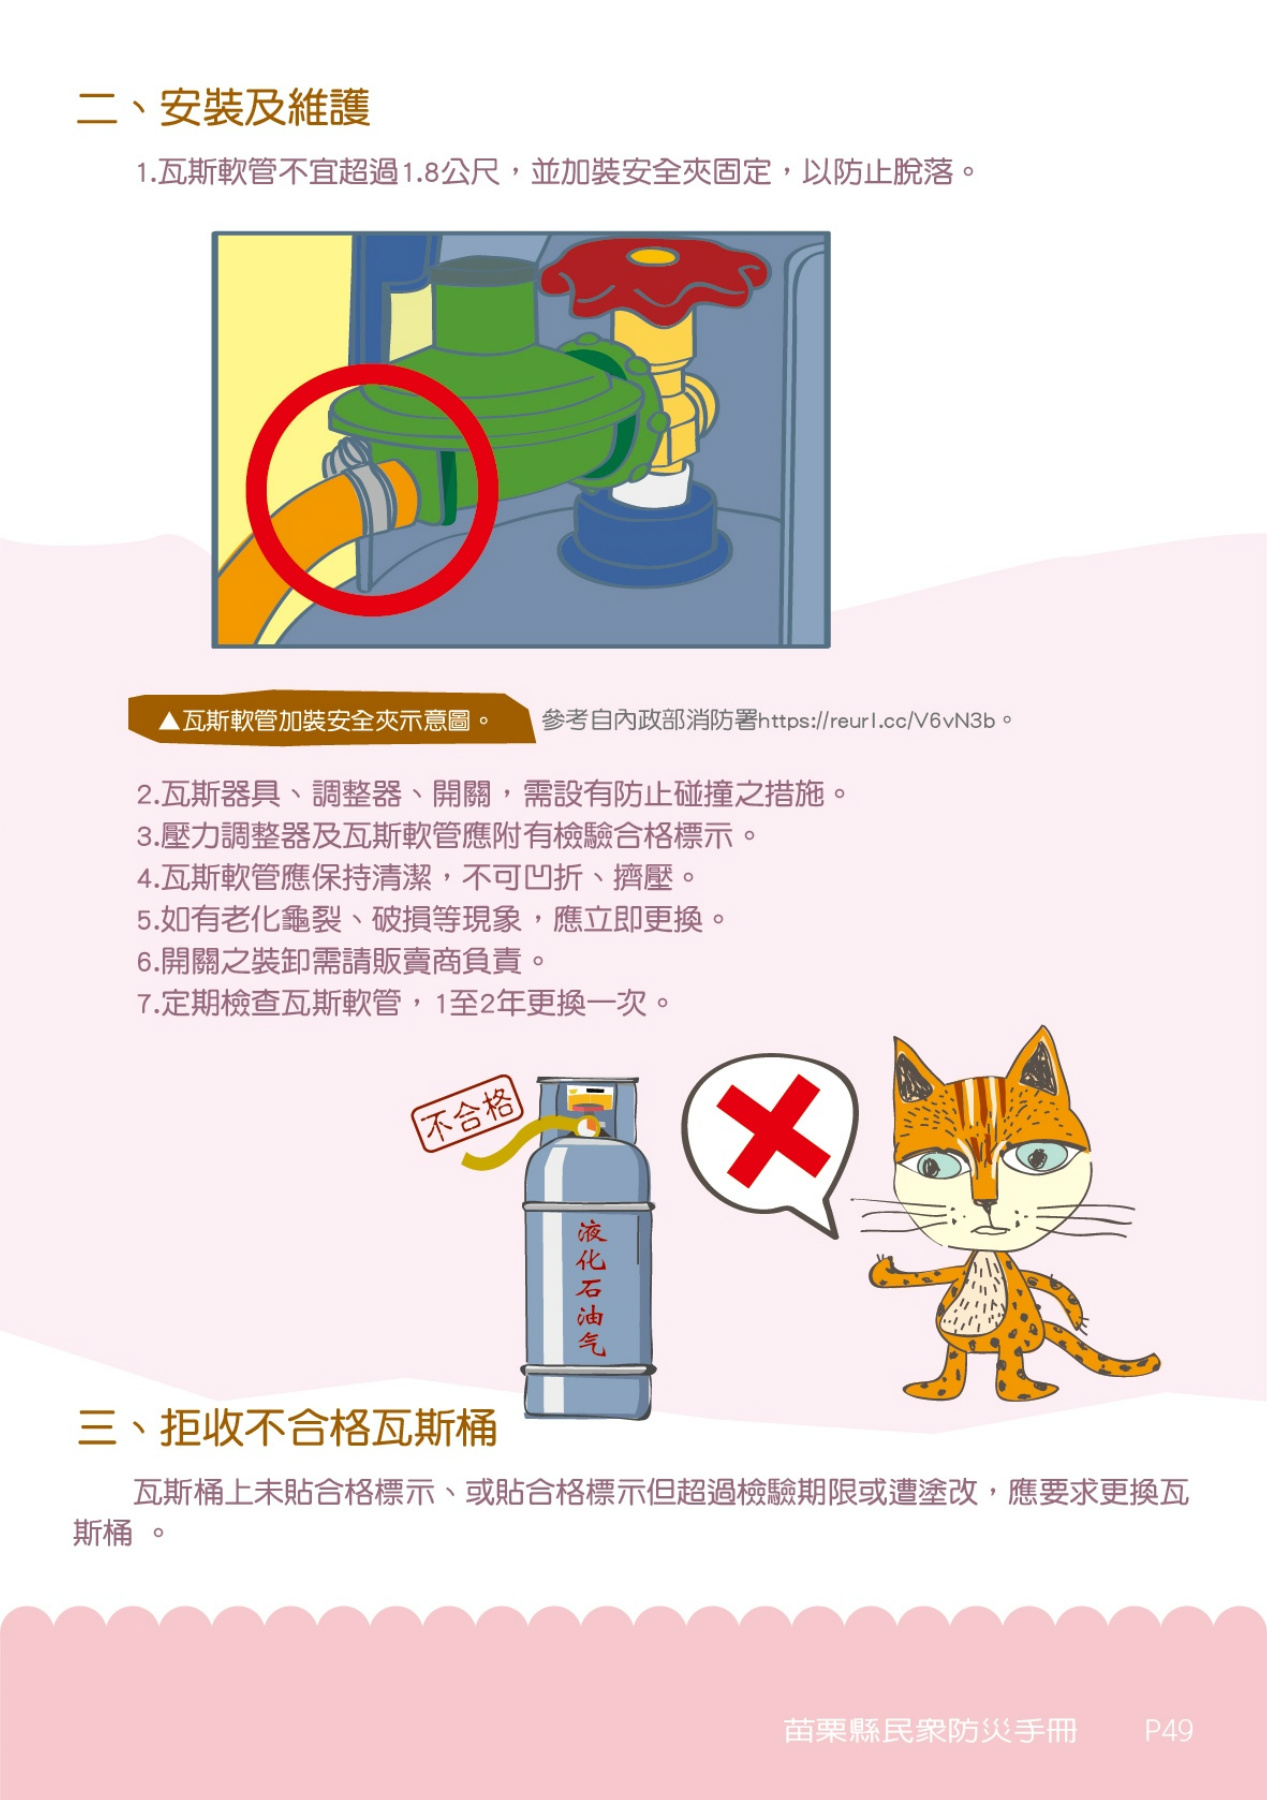 二、安裝及維護
1.瓦斯軟管不宜超過1.8公尺，並加裝安全夾固定，以防止脫落。
▲瓦斯軟管加裝安全夾示意圖。 參考自內政部消防署https://reurl.cc/V6vN3b。
2.瓦斯器具、調整器、開關，需設有防止碰撞之措施。
3.壓力調整器及瓦斯軟管應附有檢驗合格標示。
4.瓦斯軟管應保持清潔，不可凹折、擠壓。
5.如有老化龜裂、破損等現象，應立即更換。
6.開關之裝卸需請販賣商負責。
7.定期檢查瓦斯軟管，1至2年更換一次。
不合格
液化石油气
三、拒收不合格瓦斯桶
瓦斯桶上未貼合格標示、或貼合格標示但超過檢驗期限或遭塗改，應要求更換瓦
斯桶 。
苗栗縣民眾防災手冊 P49